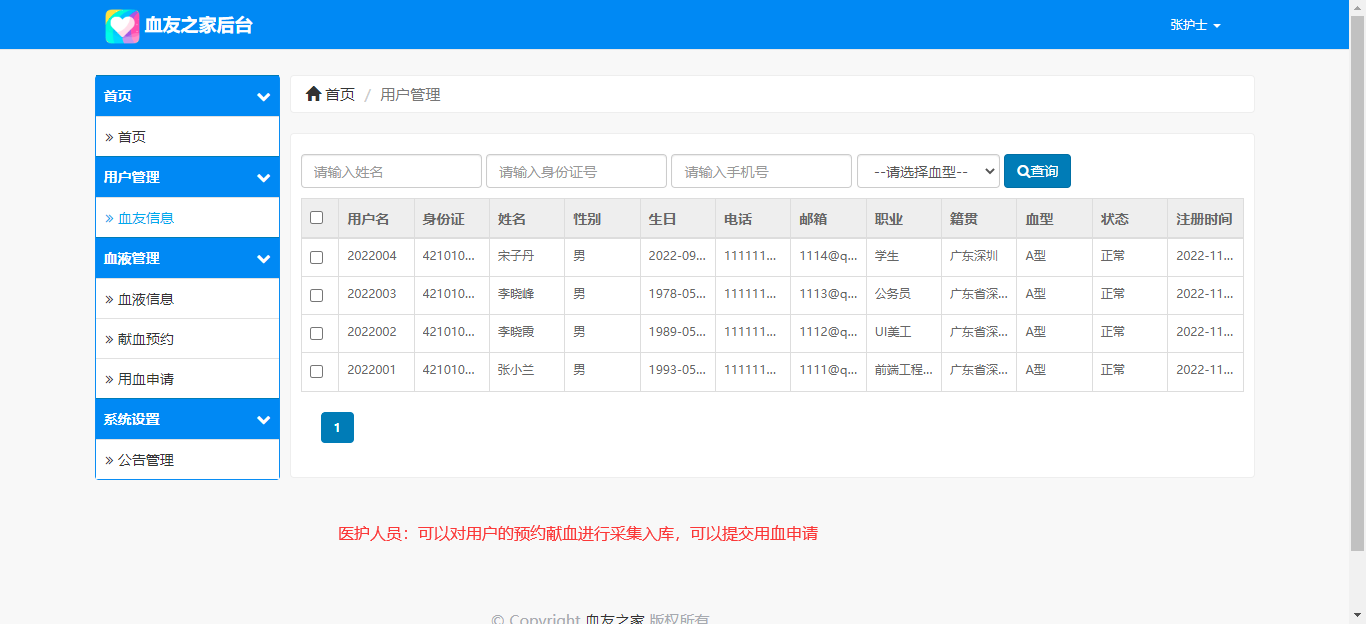 血友之家后台
张护士
首页
首页
用户管理
血友信息
血液管理
血液信息
献血预约
用血申请
系统设置
公告管理
首页 / 用户管理
请输入姓名 请输入身份证号 请输入手机号 --请选择血型-- 查询
用户名 身份证 姓名 性别 生日 电话 邮箱 职业 籍贯 血型 状态 注册时间
2022004 421010... 宋子丹 男 2022-09... 111111... 1114@q... 学生 广东深圳 A型 正常 2022-11...
2022003 421010... 李晓峰 男 1978-05... 111111... 1113@q... 公务员 广东省深... A型 正常 2022-11...
2022002 421010... 李晓霞 男 1989-05... 111111... 1112@q... UI美工 广东省深... A型 正常 2022-11...
2022001 421010... 张小兰 男 1993-05... 111111... 1111@q... 前端工程... 广东省深... A型 正常 2022-11...
1
医护人员：可以对用户的预约献血进行采集入库，可以提交用血申请
© Copyright 血友之家 版权所有